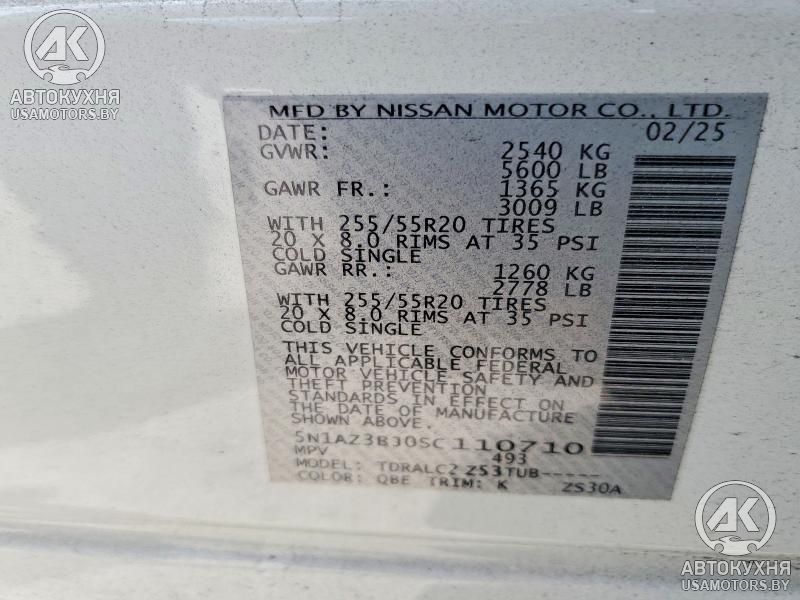 АК
АВТОКУХНЯ
USAMOTORS.BY
MFD BY NISSAN MOTOR CO., LTD.
DATE: 02/25
GVWR: 2540 KG
5600 LB
GAWR FR.: 1365 KG
3009 LB
WITH 255/55R20 TIRES
20 X 8.0 RIMS AT 35 PSI
COLD SINGLE
GAWR RR.: 1260 KG
2778 LB
WITH 255/55R20 TIRES
20 X 8.0 RIMS AT 35 PSI
COLD SINGLE
THIS VEHICLE CONFORMS TO
ALL APPLICABLE FEDERAL
MOTOR VEHICLE SAFETY AND
THEFT PREVENTION
STANDARDS IN EFFECT ON
THE DATE OF MANUFACTURE
SHOWN ABOVE.
5N1AZ3BJ0SC110710
MPV 493
MODEL: TDRALC2 Z53TUB-----
COLOR: QBE TRIM: K ZS30A
АК
АВТОКУХНЯ
USAMOTORS.BY